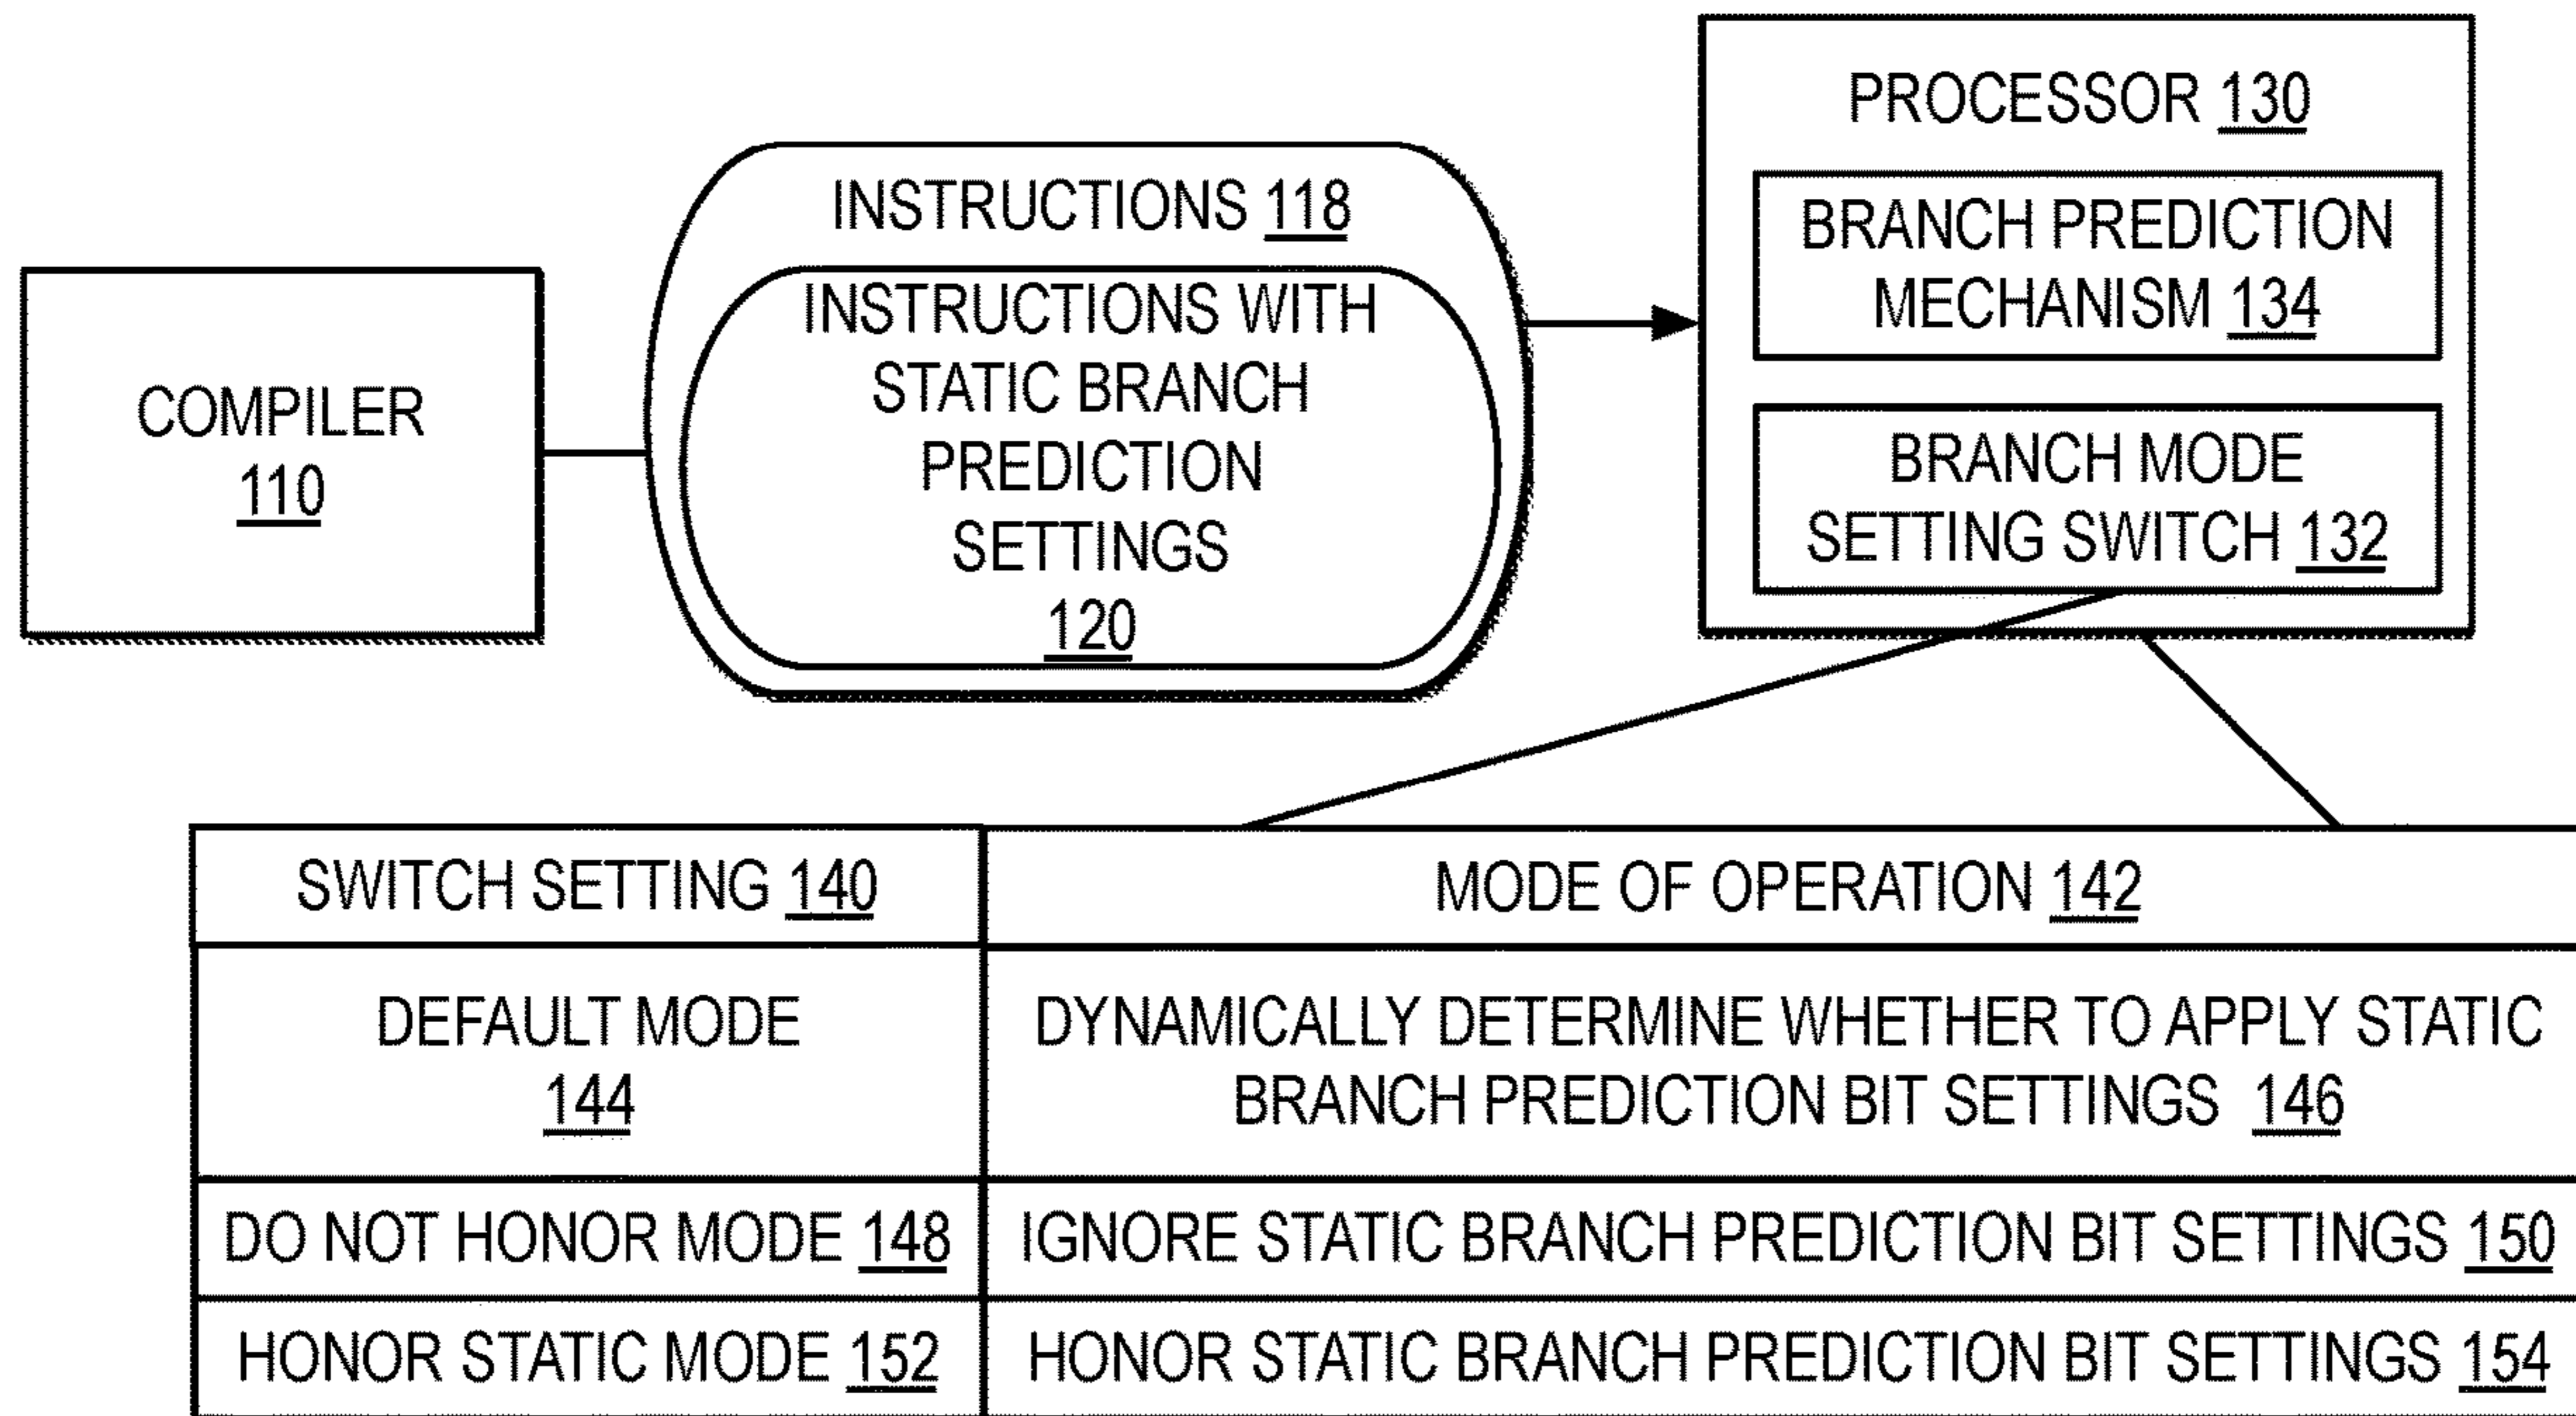 COMPILER
110
INSTRUCTIONS 118
INSTRUCTIONS WITH
STATIC BRANCH
PREDICTION
SETTINGS
120
PROCESSOR 130
BRANCH PREDICTION
MECHANISM 134
BRANCH MODE
SETTING SWITCH 132
SWITCH SETTING 140
MODE OF OPERATION 142
DEFAULT MODE
144
DYNAMICALLY DETERMINE WHETHER TO APPLY STATIC
BRANCH PREDICTION BIT SETTINGS 146
DO NOT HONOR MODE 148
IGNORE STATIC BRANCH PREDICTION BIT SETTINGS 150
HONOR STATIC MODE 152
HONOR STATIC BRANCH PREDICTION BIT SETTINGS 154